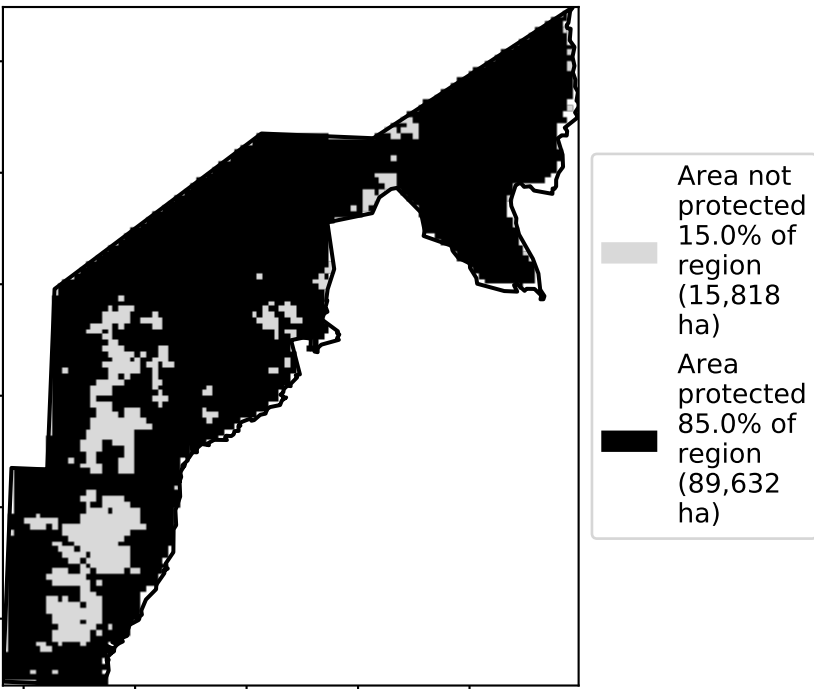 Area not
protected
15.0% of
region
(15,818
ha)
Area
protected
85.0% of
region
(89,632
ha)